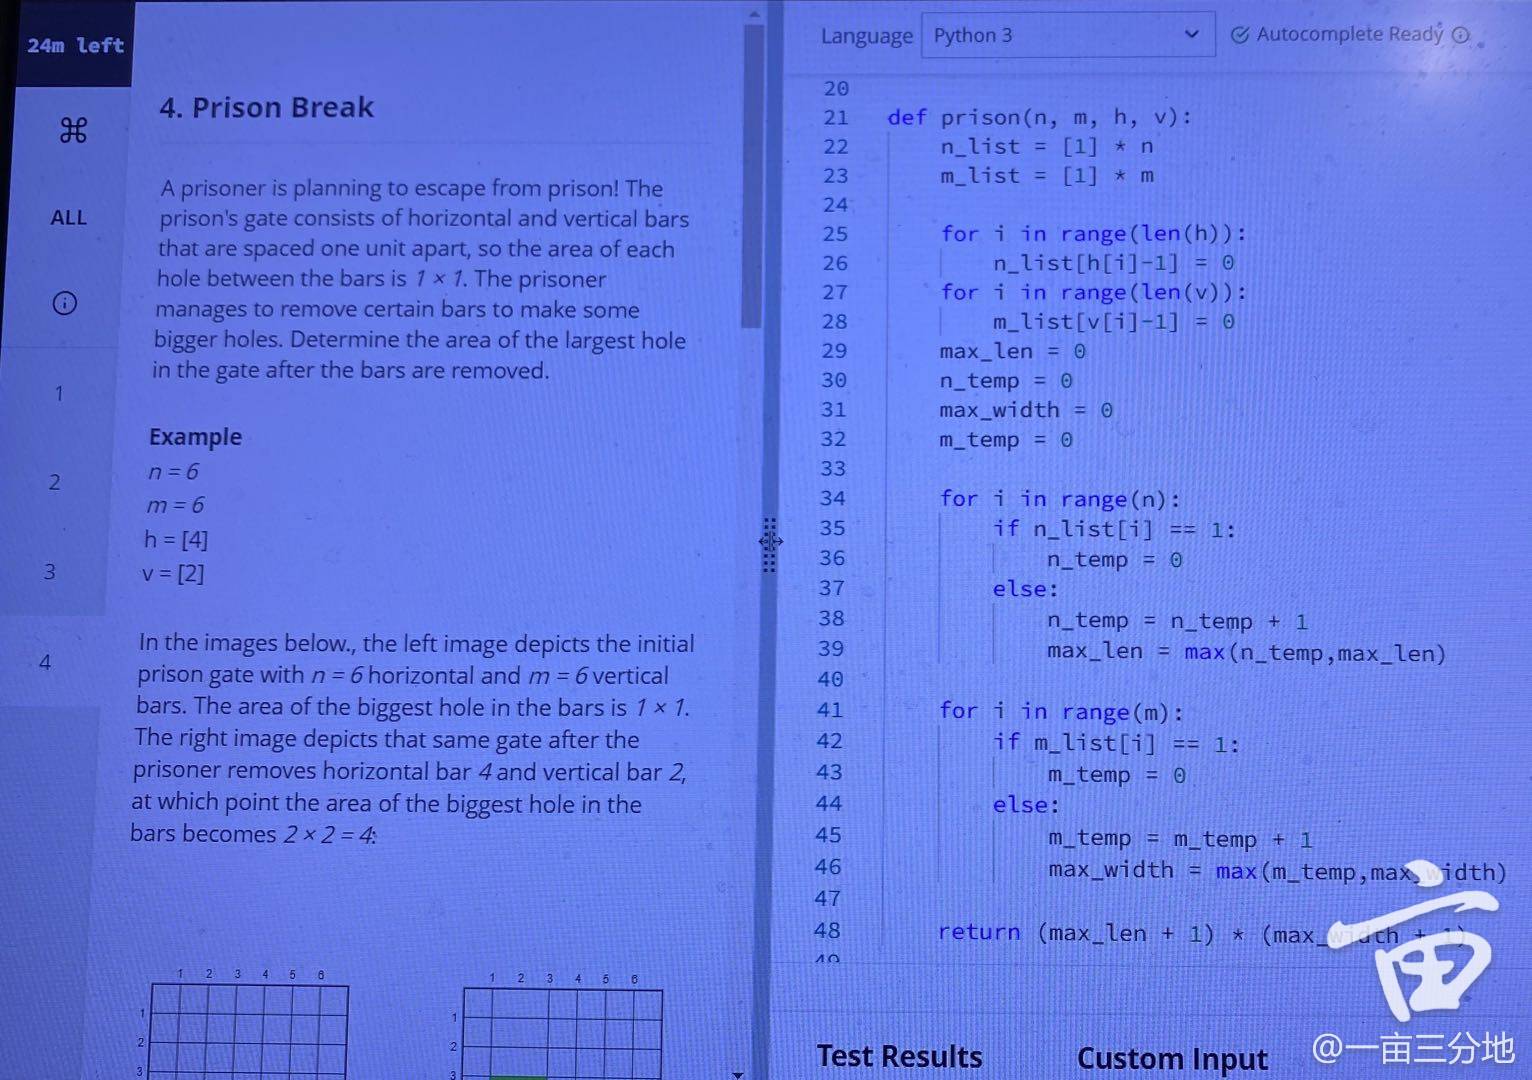 24m left
ALL
1
2
3
4
4. Prison Break
A prisoner is planning to escape from prison! The
prison's gate consists of horizontal and vertical bars
that are spaced one unit apart, so the area of each
hole between the bars is 1 × 1. The prisoner
manages to remove certain bars to make some
bigger holes. Determine the area of the largest hole
in the gate after the bars are removed.
Example
n = 6
m = 6
h = [4]
v = [2]
In the images below., the left image depicts the initial
prison gate with n = 6 horizontal and m = 6 vertical
bars. The area of the biggest hole in the bars is 1 × 1.
The right image depicts that same gate after the
prisoner removes horizontal bar 4 and vertical bar 2,
at which point the area of the biggest hole in the
bars becomes 2 × 2 = 4:
1 2 3 4 5 6
1
2
3
1 2 3 4 5 6
1
2
3
Language Python 3 Autocomplete Ready
20
21 def prison(n, m, h, v):
22 n_list = [1] * n
23 m_list = [1] * m
24
25 for i in range(len(h)):
26 n_list[h[i]-1] = 0
27 for i in range(len(v)):
28 m_list[v[i]-1] = 0
29 max_len = 0
30 n_temp = 0
31 max_width = 0
32 m_temp = 0
33
34 for i in range(n):
35 if n_list[i] == 1:
36 n_temp = 0
37 else:
38 n_temp = n_temp + 1
39 max_len = max(n_temp,max_len)
40
41 for i in range(m):
42 if m_list[i] == 1:
43 m_temp = 0
44 else:
45 m_temp = m_temp + 1
46 max_width = max(m_temp,max_width)
47
48 return (max_len + 1) * (max_width + 1)
49
Test Results Custom Input
@一亩三分地